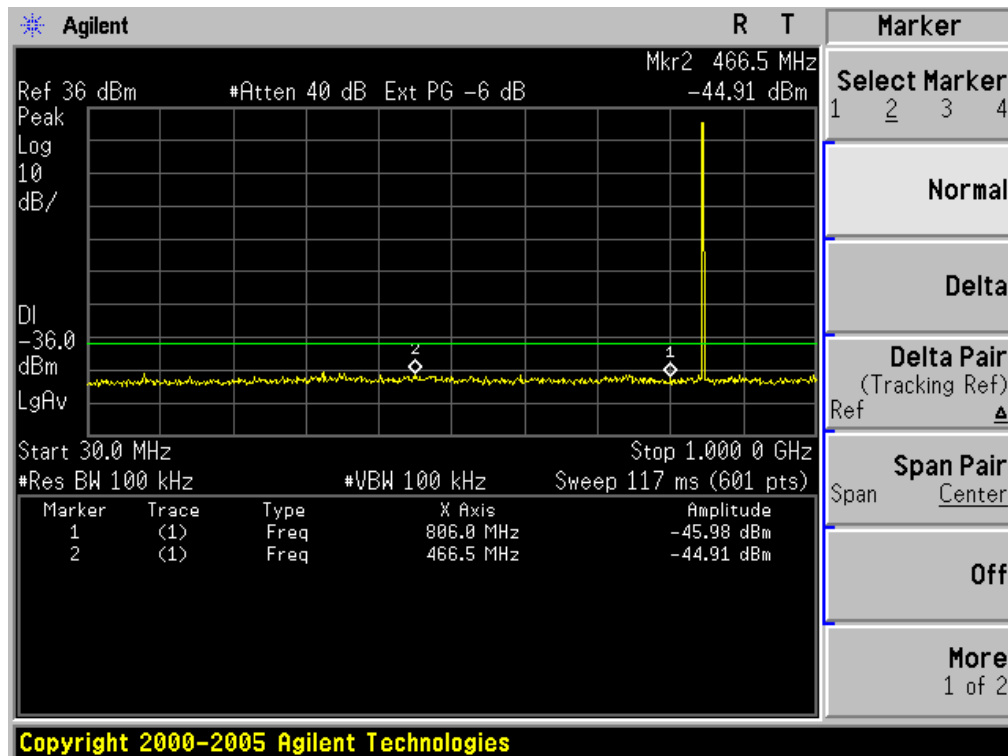 Agilent R T
Mkr2 466.5 MHz
Ref 36 dBm #Atten 40 dB Ext PG -6 dB -44.91 dBm
Peak
Log
10
dB/
DI
-36.0
dBm
LgAv
2
1
Start 30.0 MHz Stop 1.000 0 GHz
#Res BW 100 kHz #VBW 100 kHz Sweep 117 ms (601 pts)
Marker Trace Type X Axis Amplitude
1 (1) Freq 806.0 MHz -45.98 dBm
2 (1) Freq 466.5 MHz -44.91 dBm
Marker
Select Marker
1 2 3 4
Normal
Delta
Delta Pair
(Tracking Ref)
Ref Δ
Span Pair
Span Center
Off
More
1 of 2
Copyright 2000-2005 Agilent Technologies